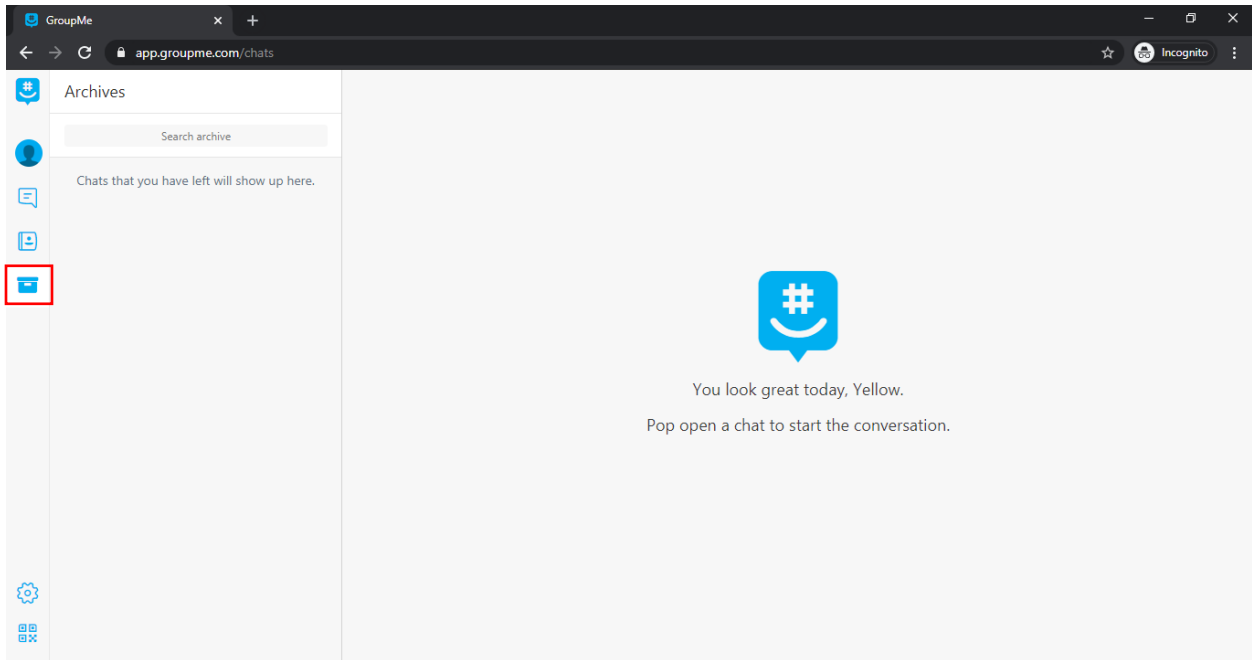 GroupMe
app.groupme.com/chats
Incognito
Archives
Search archive
Chats that you have left will show up here.
#
You look great today, Yellow.
Pop open a chat to start the conversation.